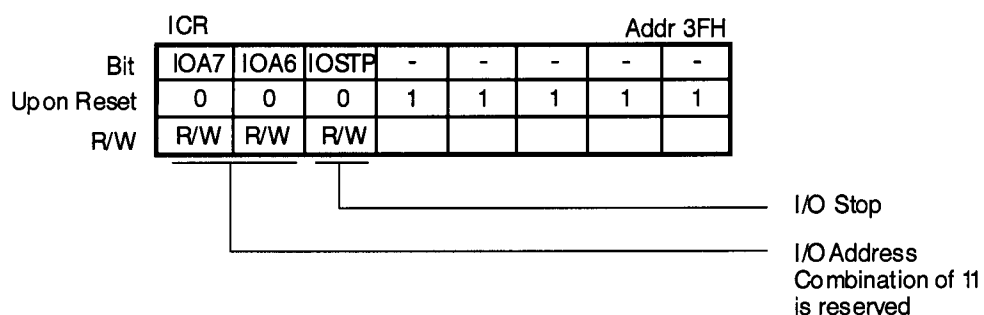 ICR Addr 3FH
Bit IOA7 IOA6 IOSTP - - - - -
Upon Reset 0 0 0 1 1 1 1 1
R/W R/W R/W R/W
I/O Stop
I/O Address
Combination of 11
is reserved